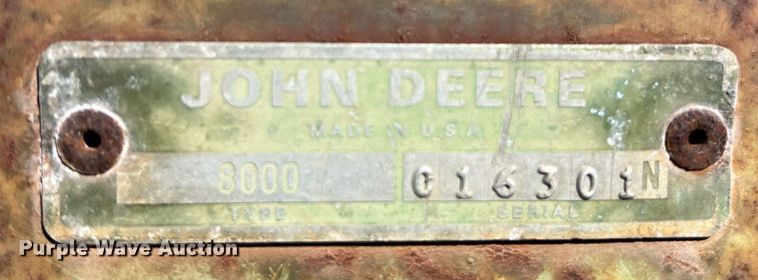 JOHN DEERE
MADE IN U.S.A.
8000 016301N
TYPE SERIAL
Purple Wave Auction